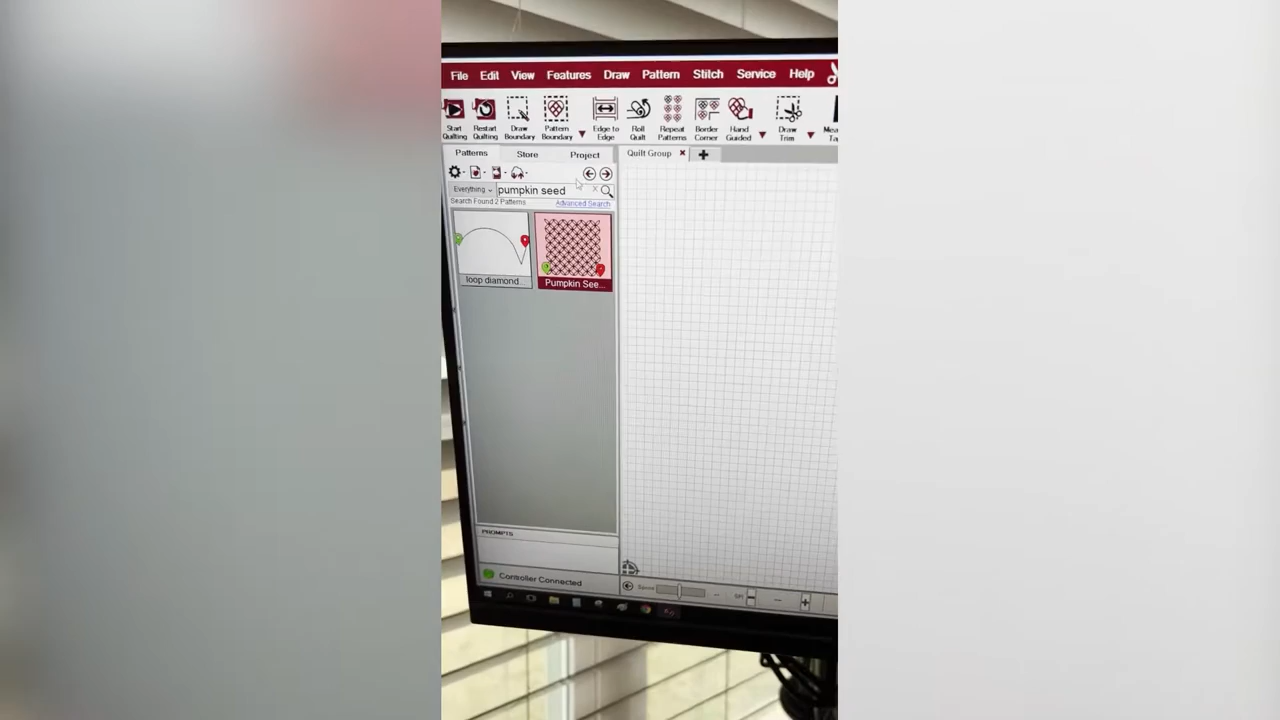 File Edit View Features Draw Pattern Stitch Service Help
Start Quilting
Restart Quilting
Draw Boundary
Pattern Boundary
Edge to Edge
Roll Quilt
Repeat Patterns
Border Corner
Hand Guided
Draw Trim
Patterns Store Project
Quilt Group
Everything pumpkin seed
Search Found 2 Patterns Advanced Search
loop diamond... Pumpkin See...
PROMPTS
Controller Connected